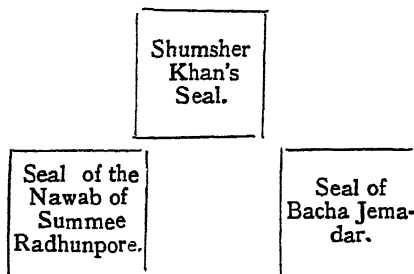 Shumsher
Khan's
Seal.
Seal of the
Nawab of
Summee
Radhunpore.
Seal of
Bacha Jema-
dar.